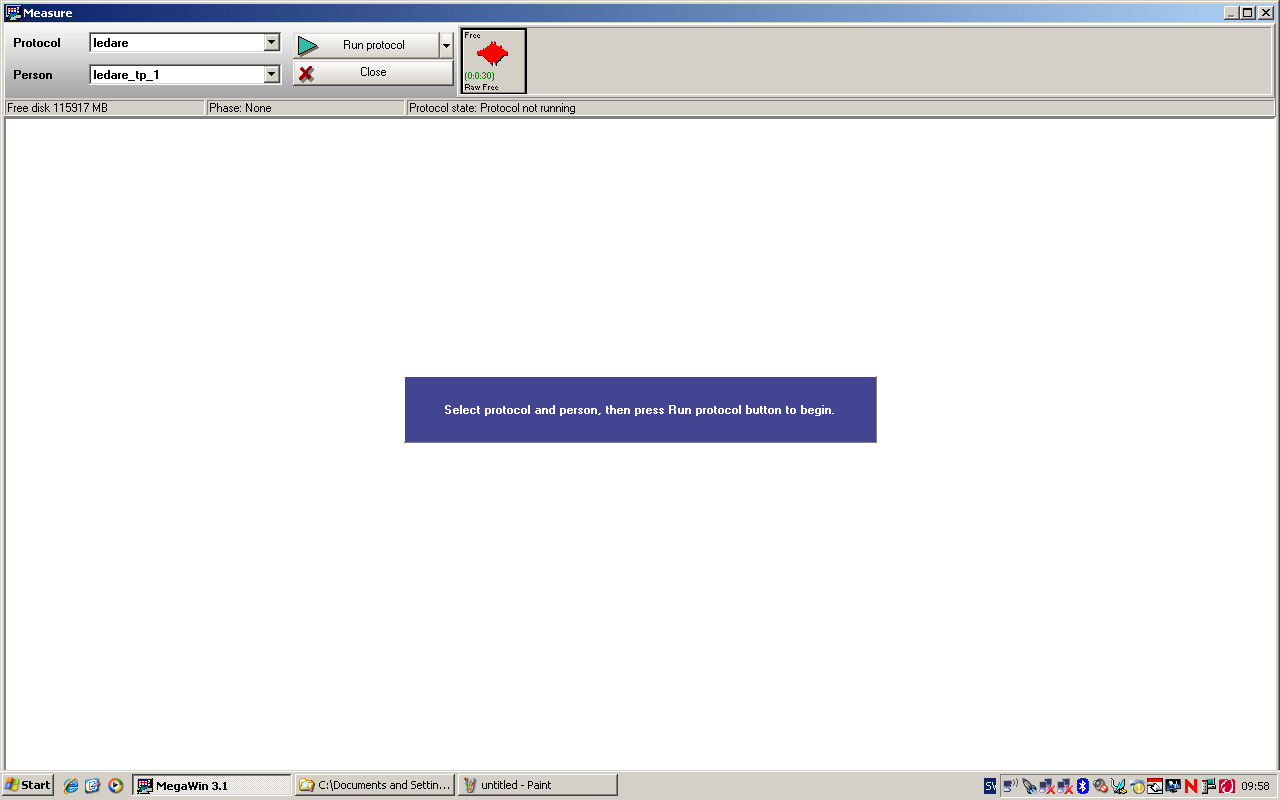 Measure
Protocol
ledare
Run protocol
Person
ledare_tp_1
Close
Free
(0:0:30)
Raw Free
Free disk 115917 MB
Phase: None
Protocol state: Protocol not running
Select protocol and person, then press Run protocol button to begin.
Start
MegaWin 3.1
C:\Documents and Settin...
untitled - Paint
SV
09:58